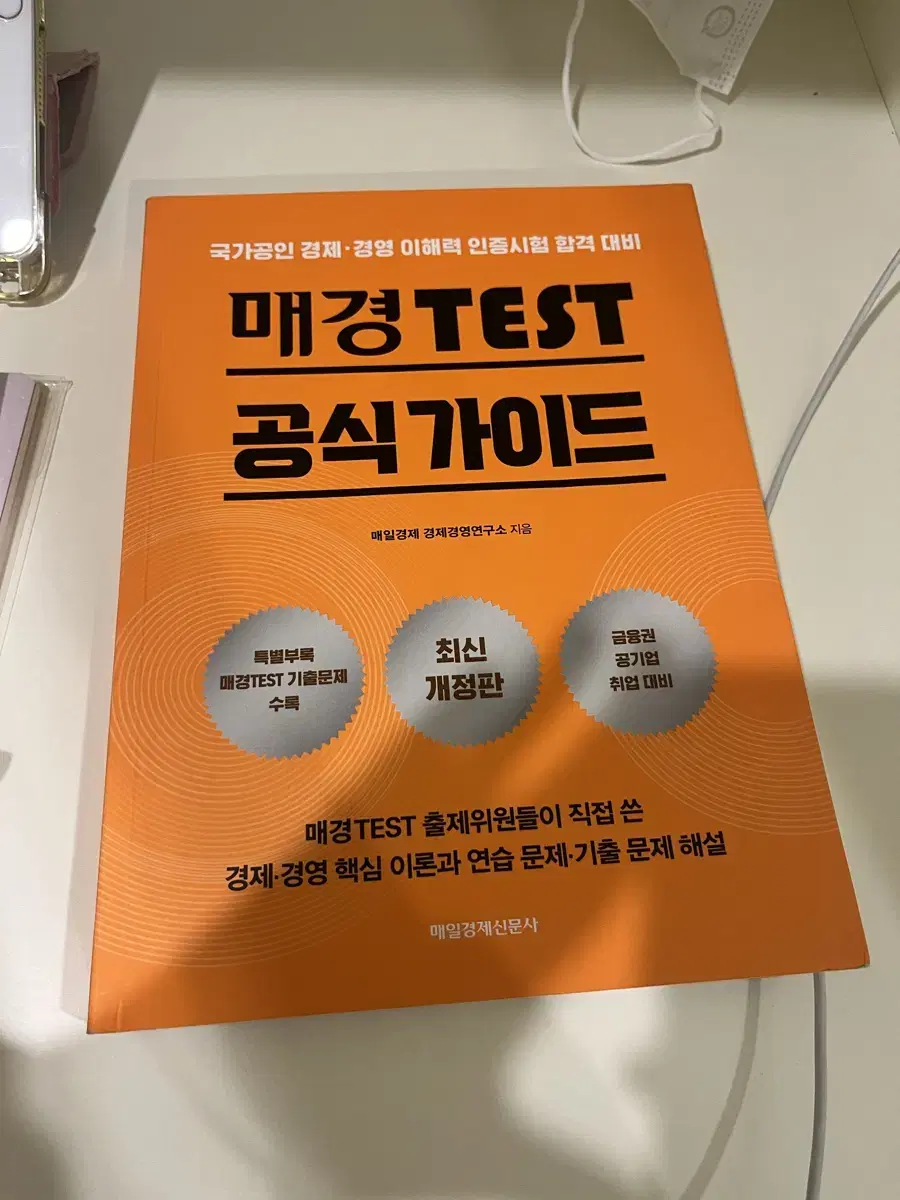 국가공인 경제·경영 이해력 인증시험 합격 대비
매경TEST
공식 가이드
매일경제 경제경영연구소 지음
특별부록
매경TEST 기출문제
수록
최신
개정판
금융권
공기업
취업 대비
매경TEST 출제위원들이 직접 쓴
경제·경영 핵심 이론과 연습 문제·기출 문제 해설
매일경제신문사